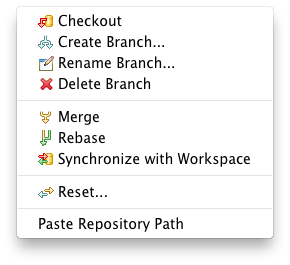 Checkout
Create Branch...
Rename Branch...
Delete Branch
Merge
Rebase
Synchronize with Workspace
Reset...
Paste Repository Path